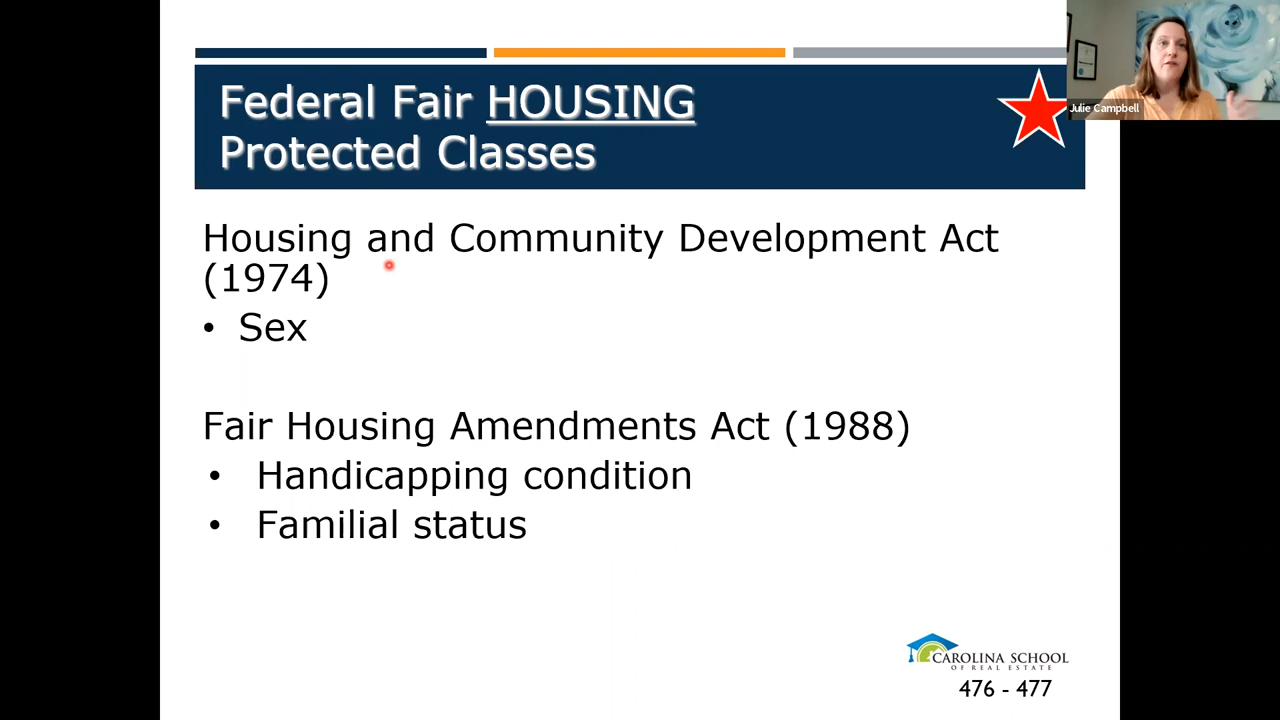 Federal Fair HOUSING
Protected Classes
Julie Campbell
Housing and Community Development Act
(1974)
• Sex
Fair Housing Amendments Act (1988)
• Handicapping condition
• Familial status
CAROLINA SCHOOL
OF REAL ESTATE
476 - 477